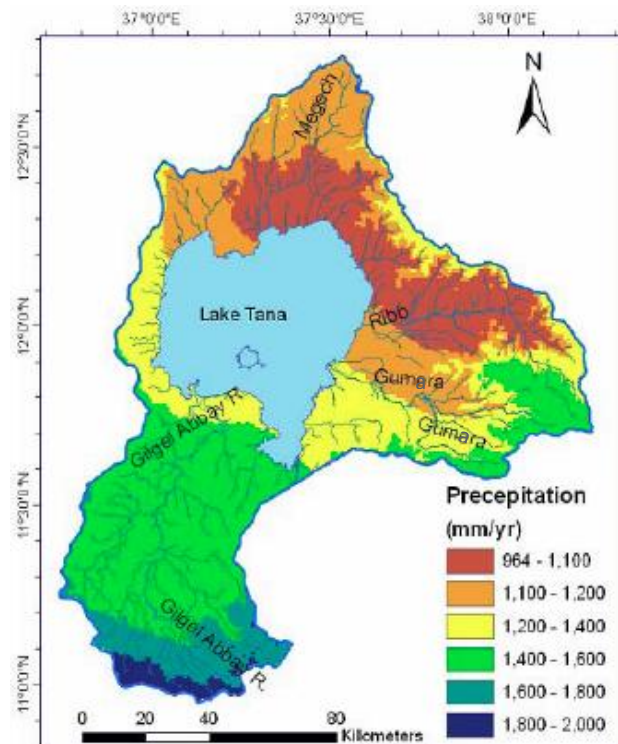 37°0'0"E 37°30'0"E 38°0'0"E
N
12°30'0"N
Megech
12°0'0"N
Lake Tana
Ribb
Gumara
Gilgel Abbay R.
Gumara
11°30'0"N
Precepitation
(mm/yr)
964 - 1,100
1,100 - 1,200
1,200 - 1,400
1,400 - 1,600
1,600 - 1,800
1,800 - 2,000
Gilgel Abbay R.
11°0'0"N
0 20 40 80
Kilometers